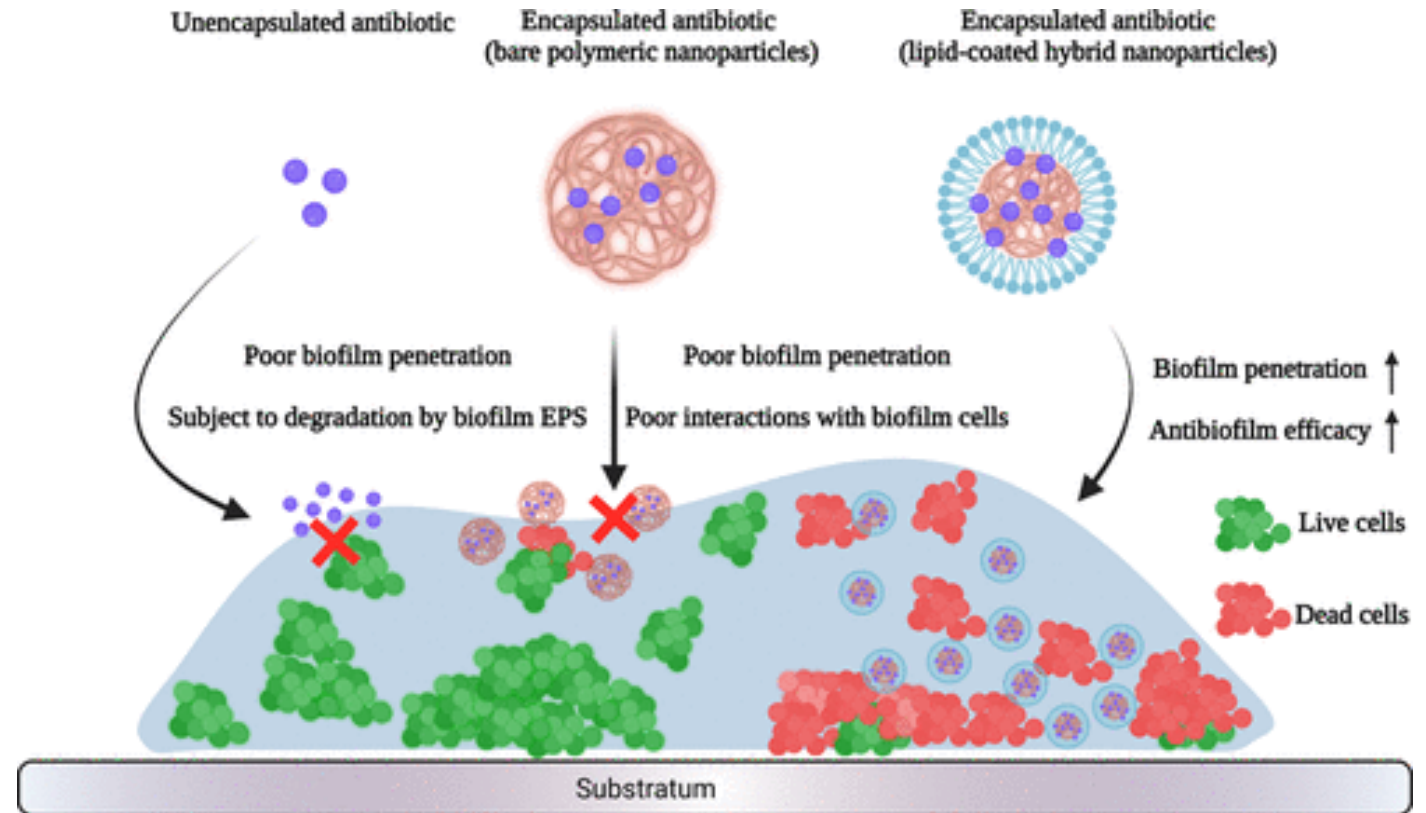 Unencapsulated antibiotic
Encapsulated antibiotic
(bare polymeric nanoparticles)
Encapsulated antibiotic
(lipid-coated hybrid nanoparticles)
Poor biofilm penetration
Subject to degradation by biofilm EPS
Poor biofilm penetration
Poor interactions with biofilm cells
Biofilm penetration
Antibiofilm efficacy
Live cells
Dead cells
Substratum